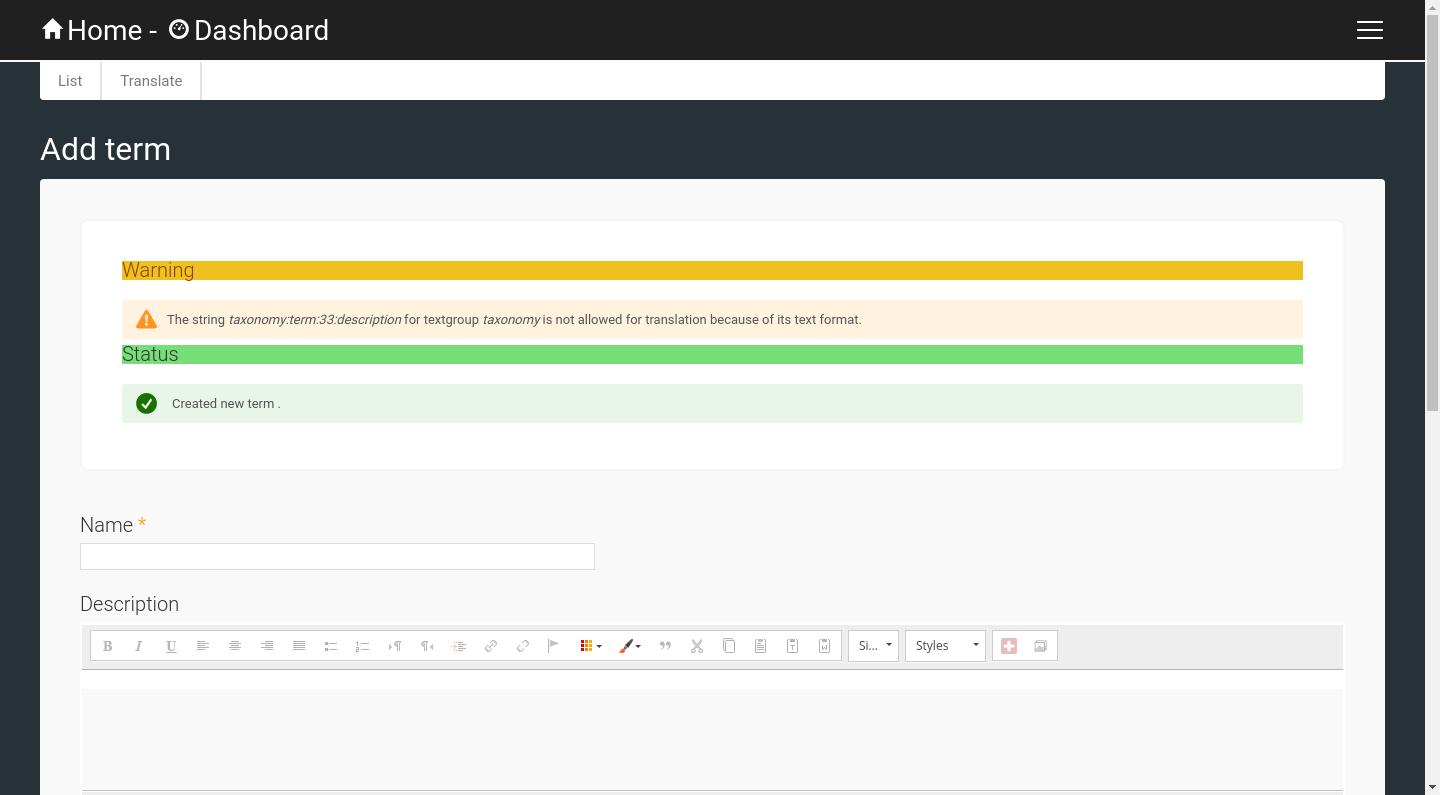 Home - Dashboard
List Translate
Add term
Warning
The string taxonomy:term:33:description for textgroup taxonomy is not allowed for translation because of its text format.
Status
Created new term .
Name *
Description
B I U Si... Styles